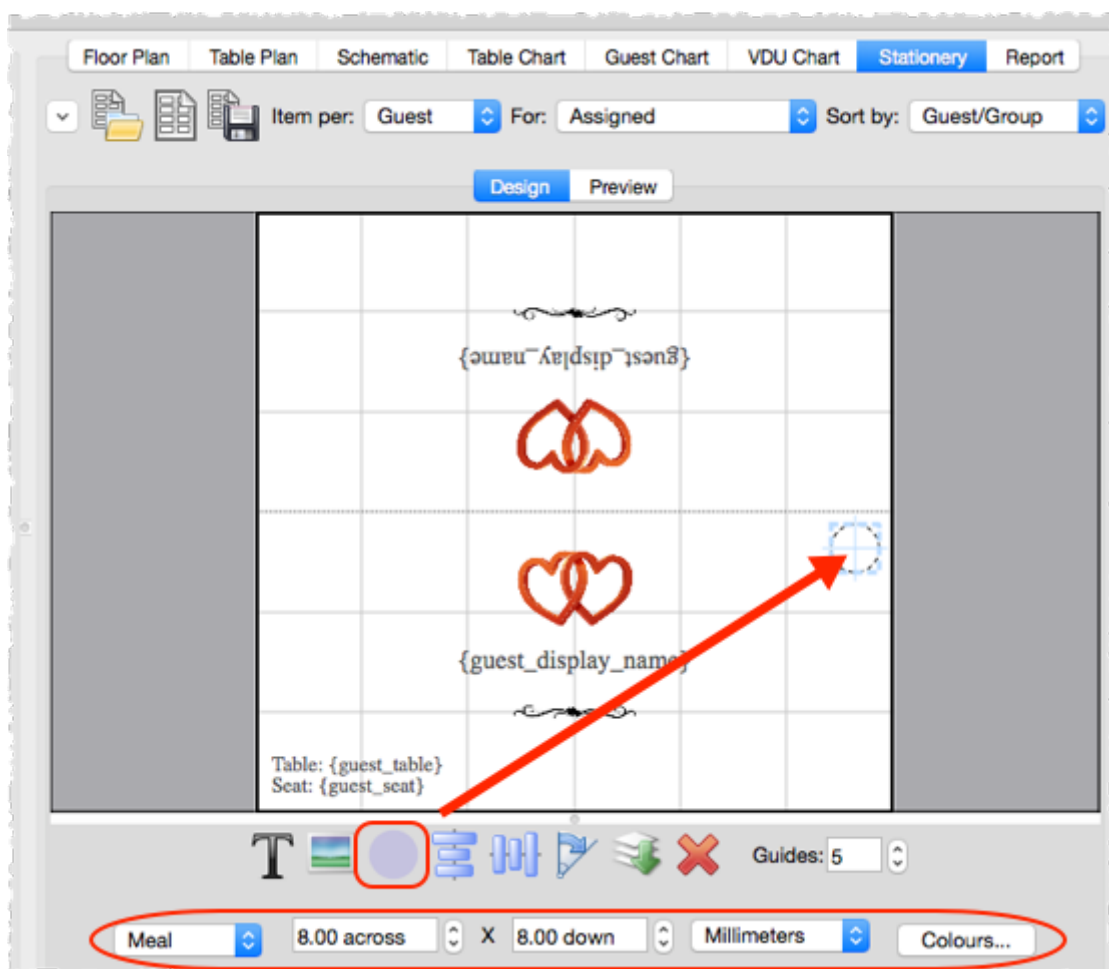 Floor Plan Table Plan Schematic Table Chart Guest Chart VDU Chart Stationery Report
Item per: Guest For: Assigned Sort by: Guest/Group
Design Preview
{guest_display_name}
{guest_display_name}
Table: {guest_table}
Seat: {guest_seat}
T Guides: 5
Meal 8.00 across X 8.00 down Millimeters Colours...